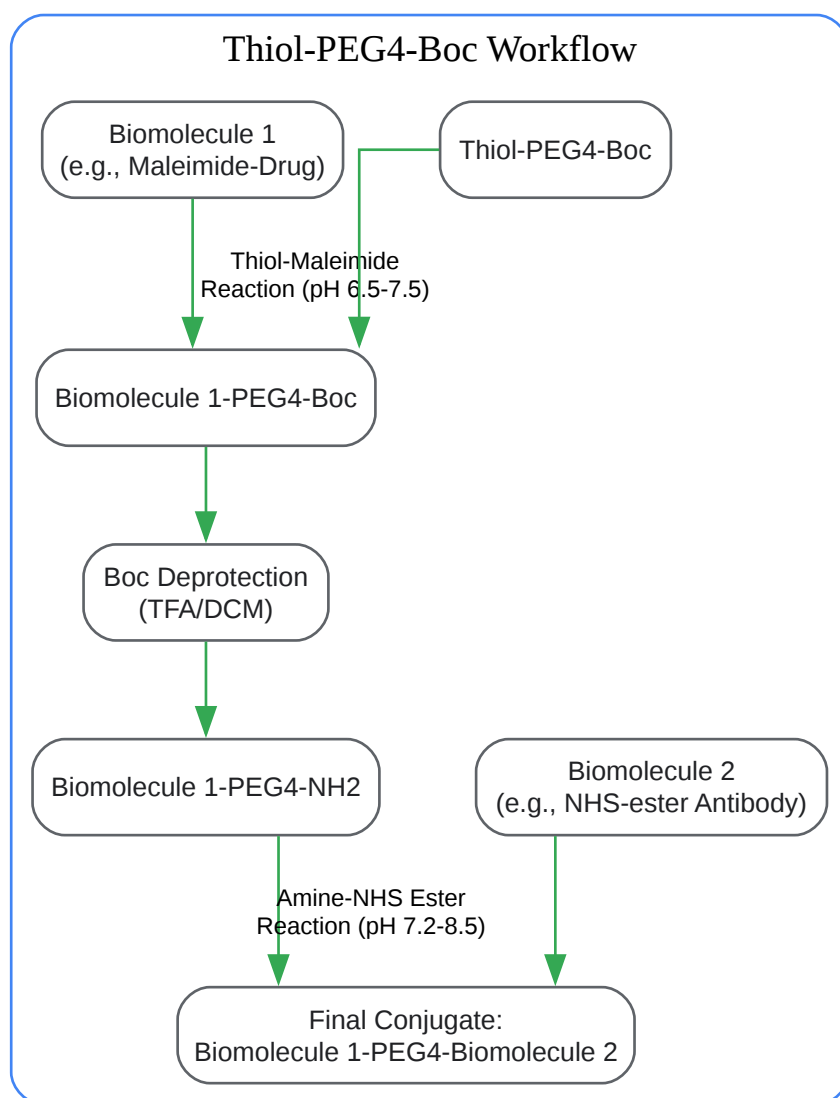 Thiol-PEG4-Boc Workflow
Biomolecule 1
(e.g., Maleimide-Drug)
Thiol-PEG4-Boc
Thiol-Maleimide
Reaction (pH 6.5-7.5)
Biomolecule 1-PEG4-Boc
Boc Deprotection
(TFA/DCM)
Biomolecule 1-PEG4-NH2
Biomolecule 2
(e.g., NHS-ester Antibody)
Amine-NHS Ester
Reaction (pH 7.2-8.5)
Final Conjugate:
Biomolecule 1-PEG4-Biomolecule 2